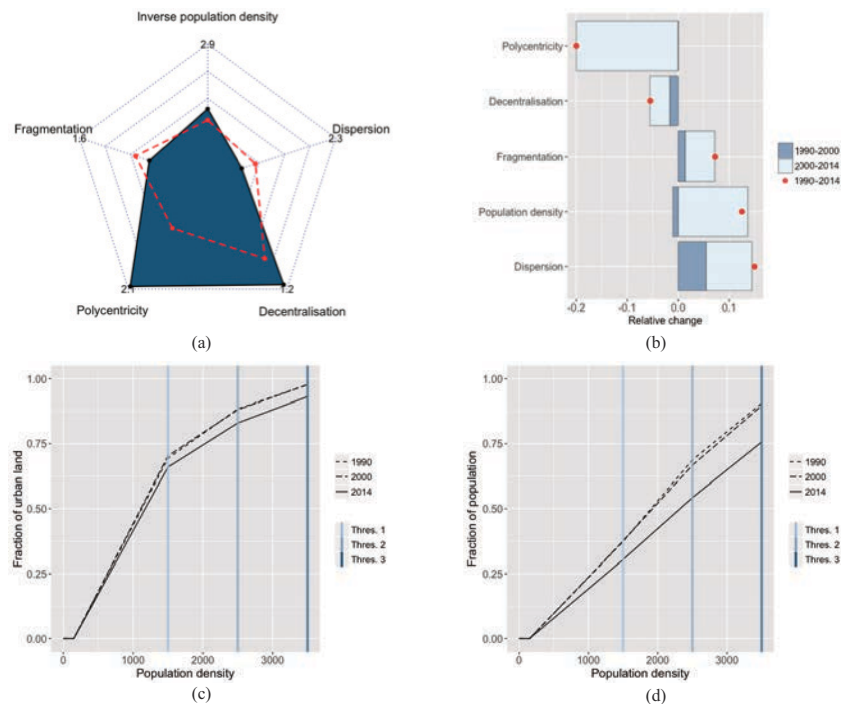 Inverse population density
2.9
Fragmentation
1.6
Dispersion
2.3
2.1
1.2
Polycentricity
Decentralisation
(a)
Polycentricity
Decentralisation
Fragmentation
Population density
Dispersion
-0.2
-0.1
0.0
0.1
Relative change
1990-2000
2000-2014
1990-2014
(b)
1.00
0.75
0.50
0.25
0.00
Fraction of urban land
0
1000
2000
3000
Population density
1990
2000
2014
Thres. 1
Thres. 2
Thres. 3
(c)
1.00
0.75
0.50
0.25
0.00
Fraction of population
0
1000
2000
3000
Population density
1990
2000
2014
Thres. 1
Thres. 2
Thres. 3
(d)